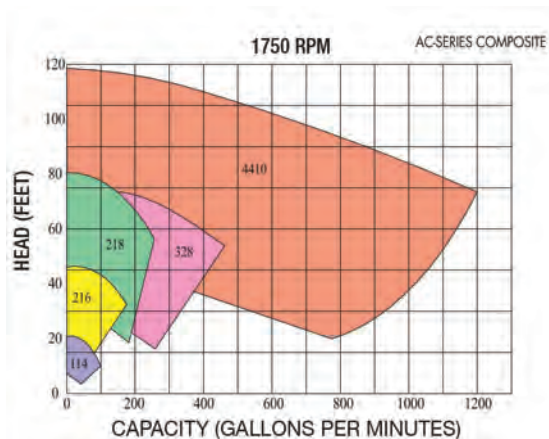 1750 RPM
AC-SERIES COMPOSITE
120
100
80
60
40
20
0
HEAD (FEET)
4410
218
328
216
114
0 200 400 600 800 1000 1200
CAPACITY (GALLONS PER MINUTES)